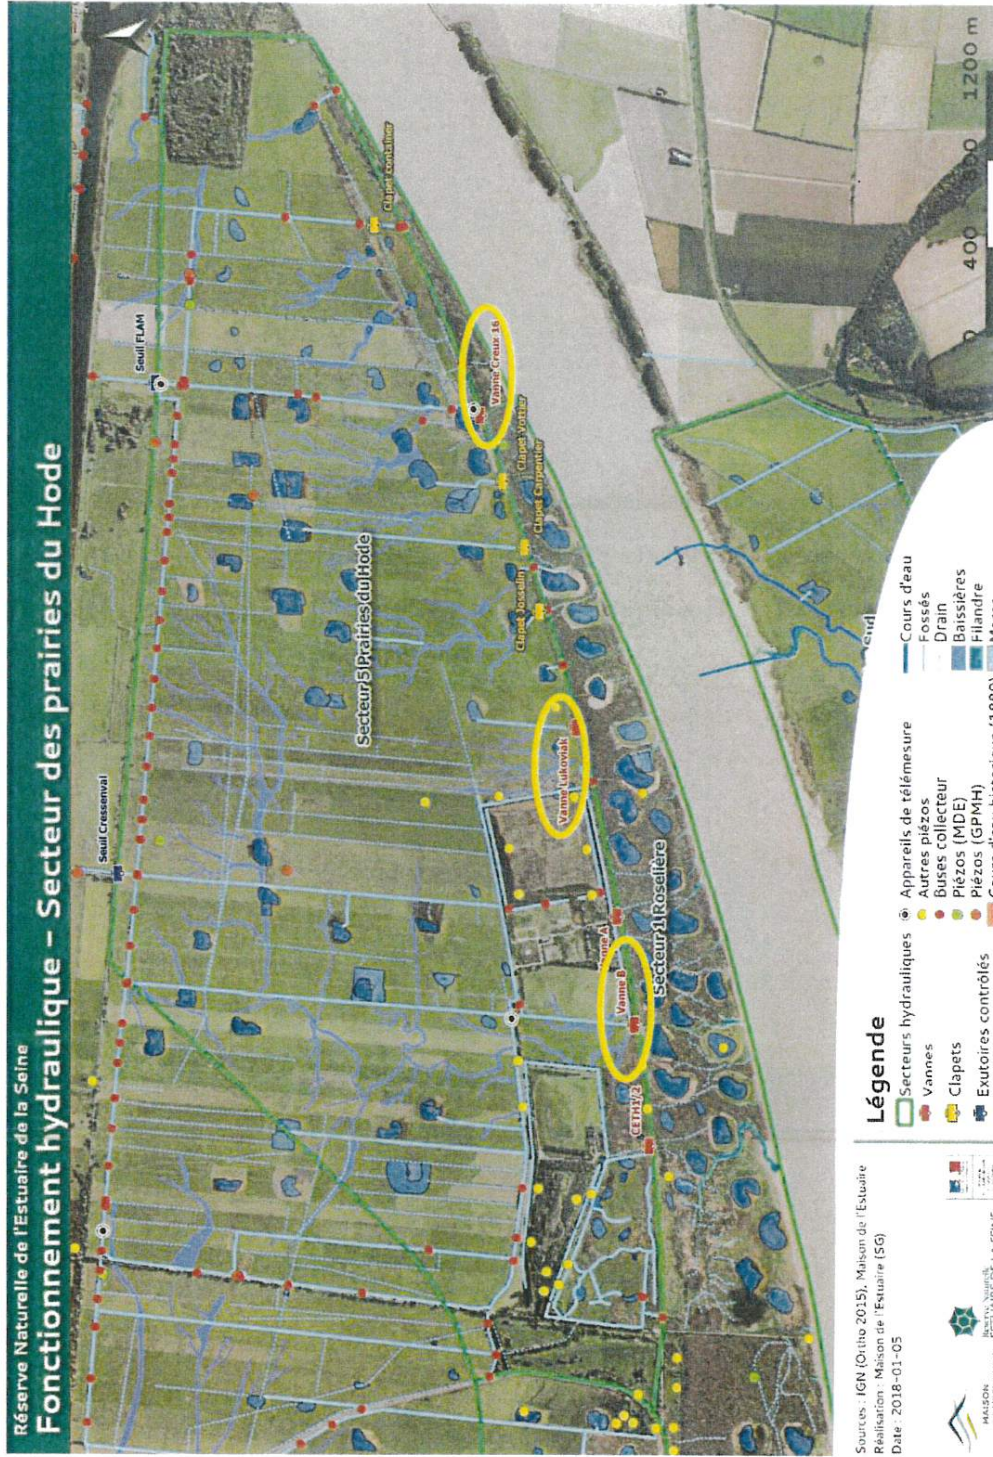 Réserve Naturelle de l'Estuaire de la Seine
Fonctionnement hydraulique – Secteur des prairies du Hode
Seuil Cressenval
Seuil FLAM
Secteur 5 Prairies du Hode
Clapet container
Vanne Creux 16
Clapet Vottier
Clapet Carpentier
Clapet Josselin
Vanne Lukoviak
Vanne A
Vanne B
CETH1/2
Secteur 1 Roselière
Sud
Sources : IGN (Ortho 2015), Maison de l'Estuaire
Réalisation : Maison de l'Estuaire (SG)
Date : 2018-01-05
MAISON
Légende
Secteurs hydrauliques
Vannes
Clapets
Exutoires contrôlés
Appareils de télémesure
Autres piézos
Buses collecteur
Piézos (MDE)
Piézos (GPMH)
Cours d'eau
Fossés
Drain
Baissières
Filandre
0 400 800 1200 m